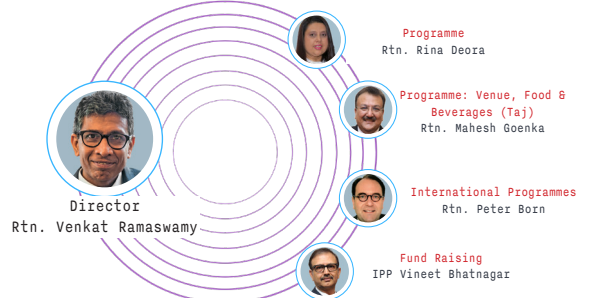 Programme
Rtn. Rina Deora
Programme: Venue, Food &
Beverages (Taj)
Rtn. Mahesh Goenka
Director
Rtn. Venkat Ramaswamy
International Programmes
Rtn. Peter Born
Fund Raising
IPP Vineet Bhatnagar